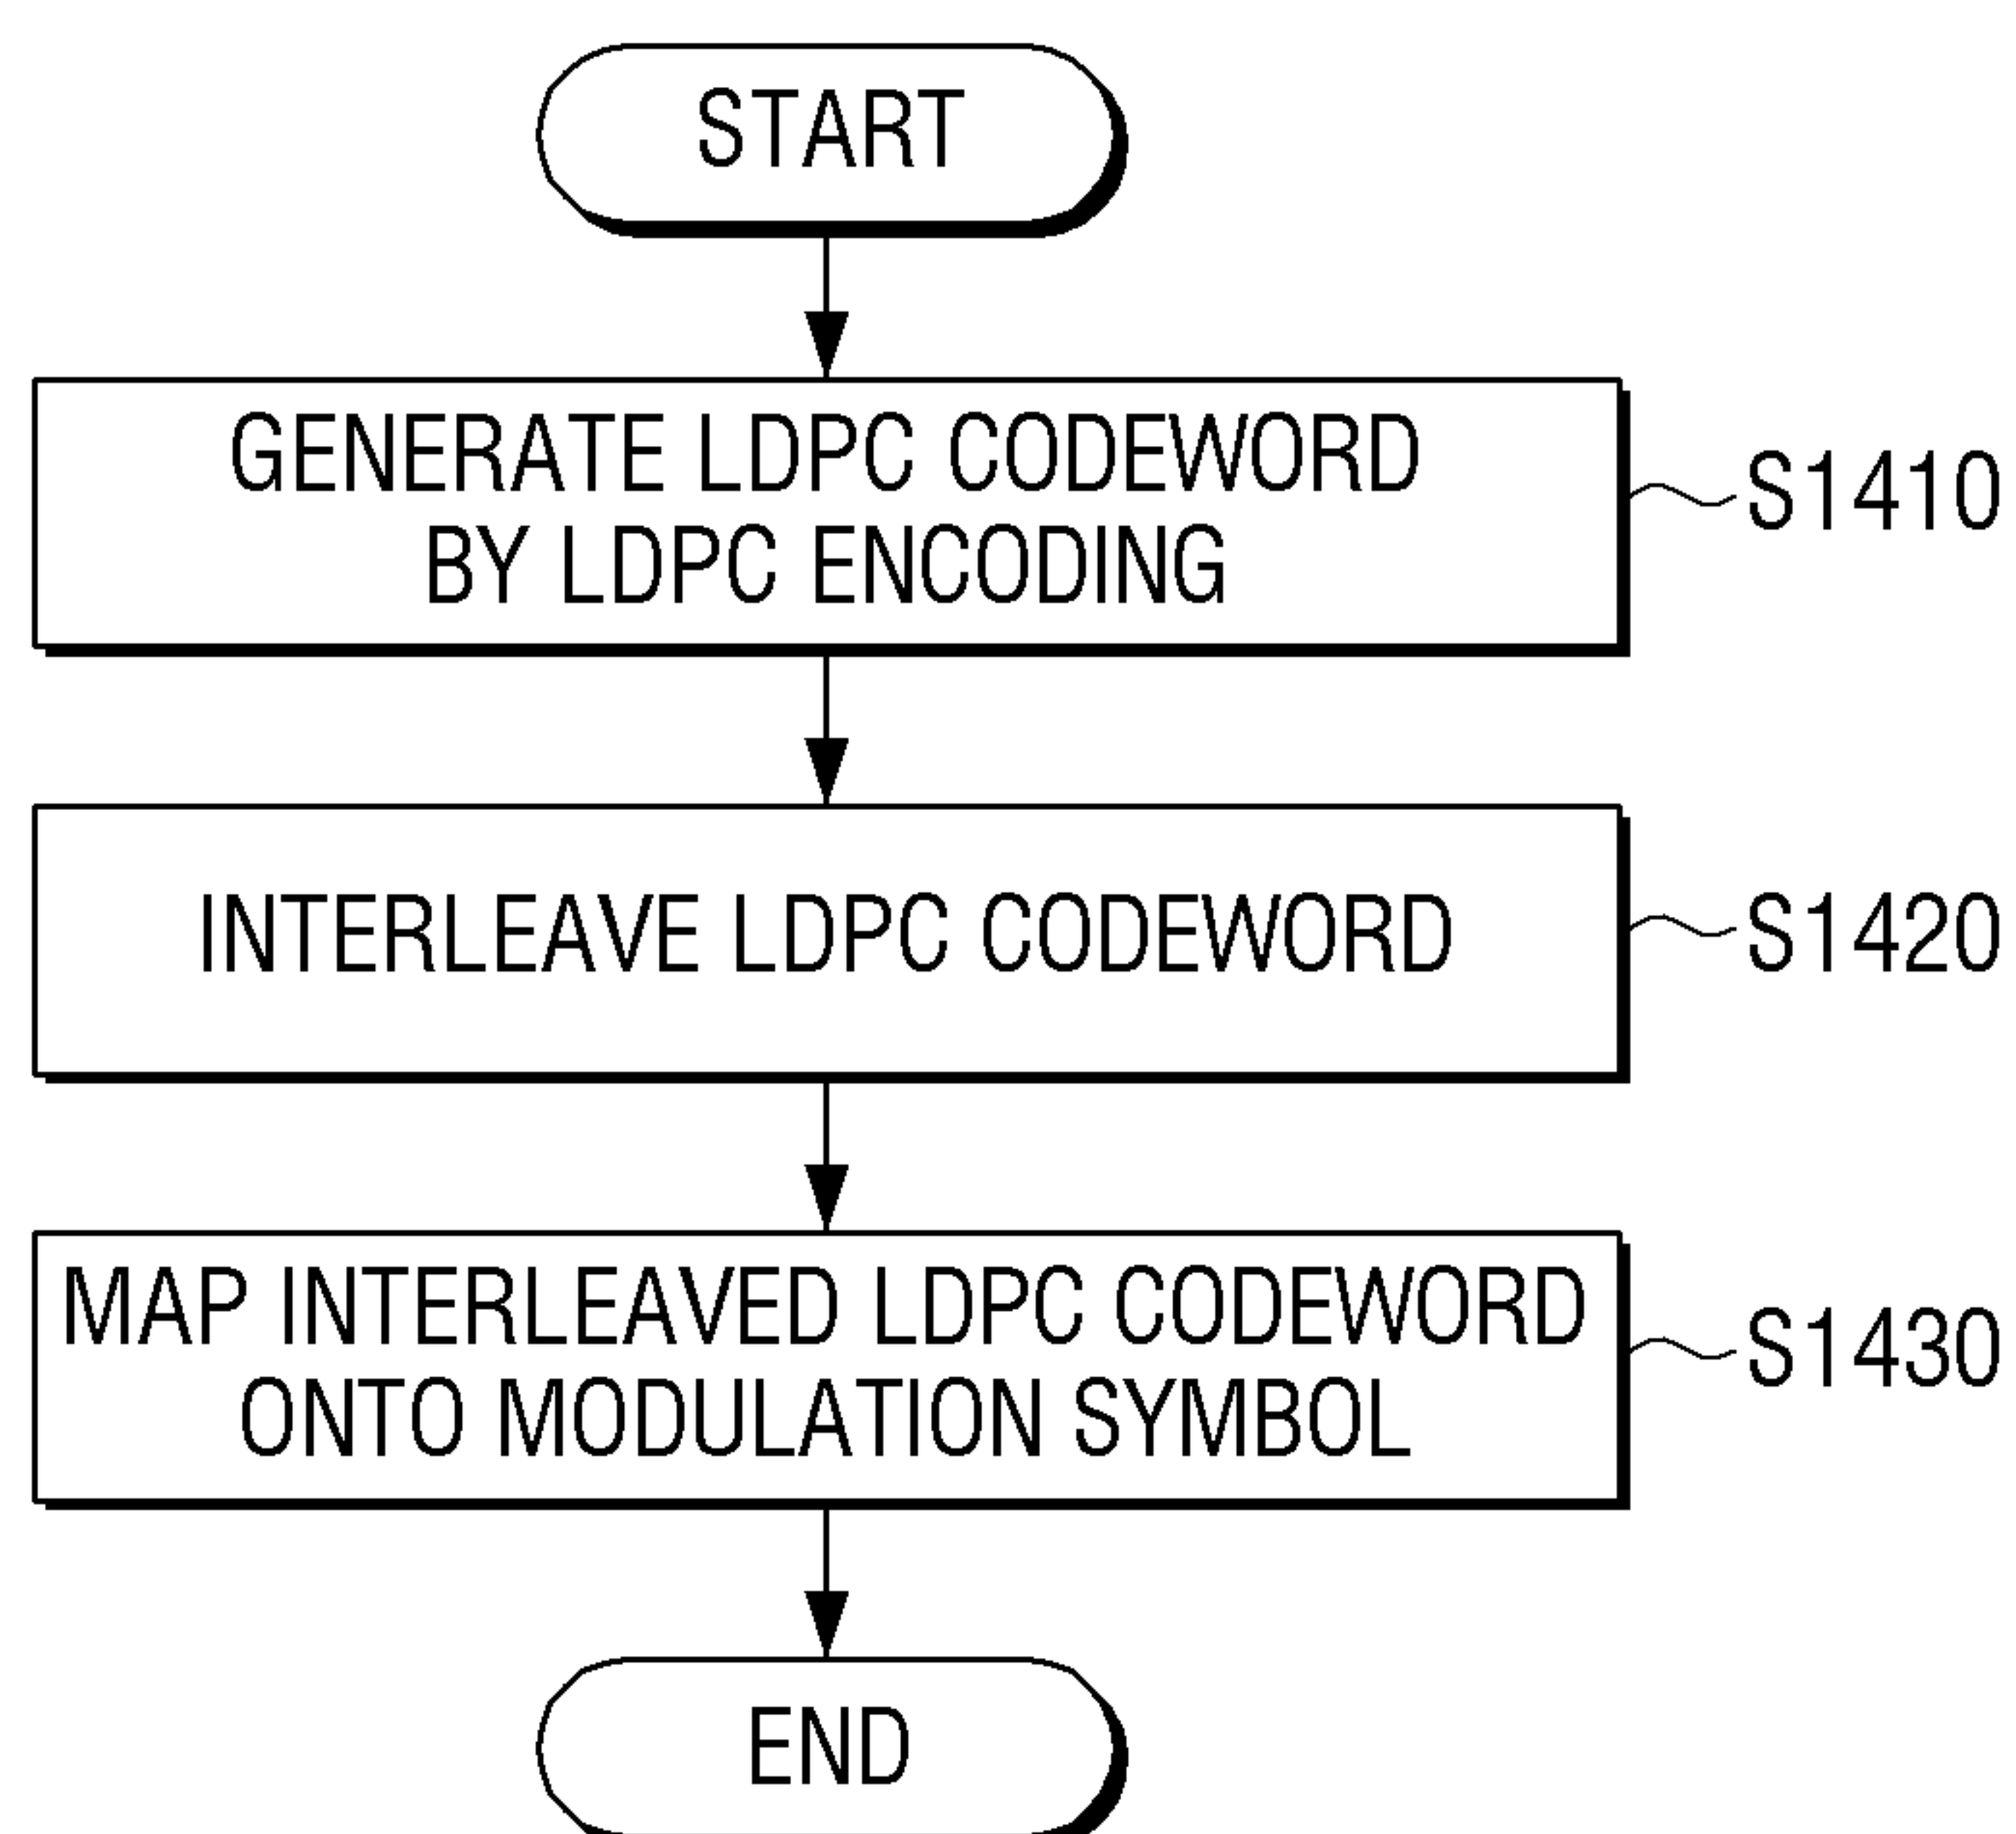 START
GENERATE LDPC CODEWORD
BY LDPC ENCODING
S1410
INTERLEAVE LDPC CODEWORD
S1420
MAP INTERLEAVED LDPC CODEWORD
ONTO MODULATION SYMBOL
S1430
END